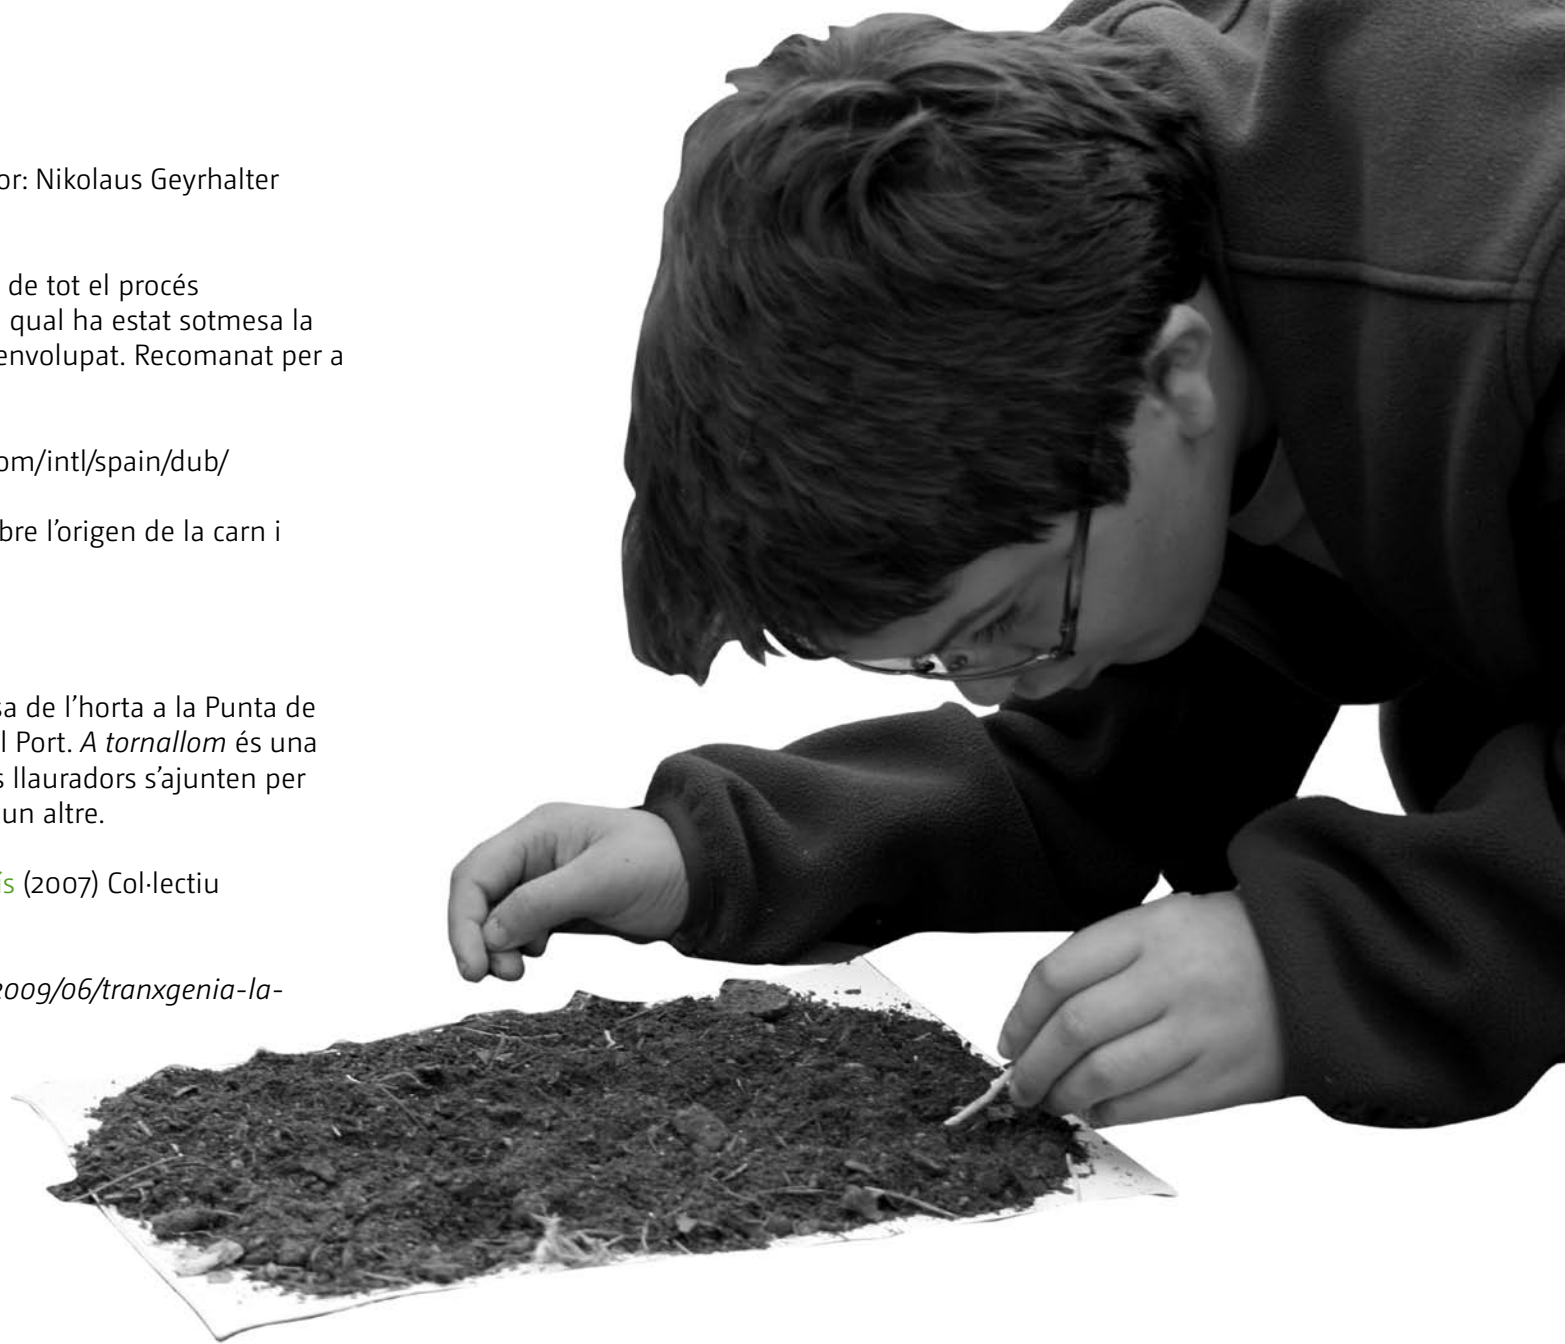 or: Nikolaus Geyrhalter
de tot el procés
qual ha estat sotmesa la
envolupat. Recomanat per a
om/intl/spain/dub/
bre l'origen de la carn i
sa de l'horta a la Punta de
l Port. A tornallom és una
s llauradors s'ajunten per
un altre.
ís (2007) Col·lectiu
2009/06/tranxgenia-la-